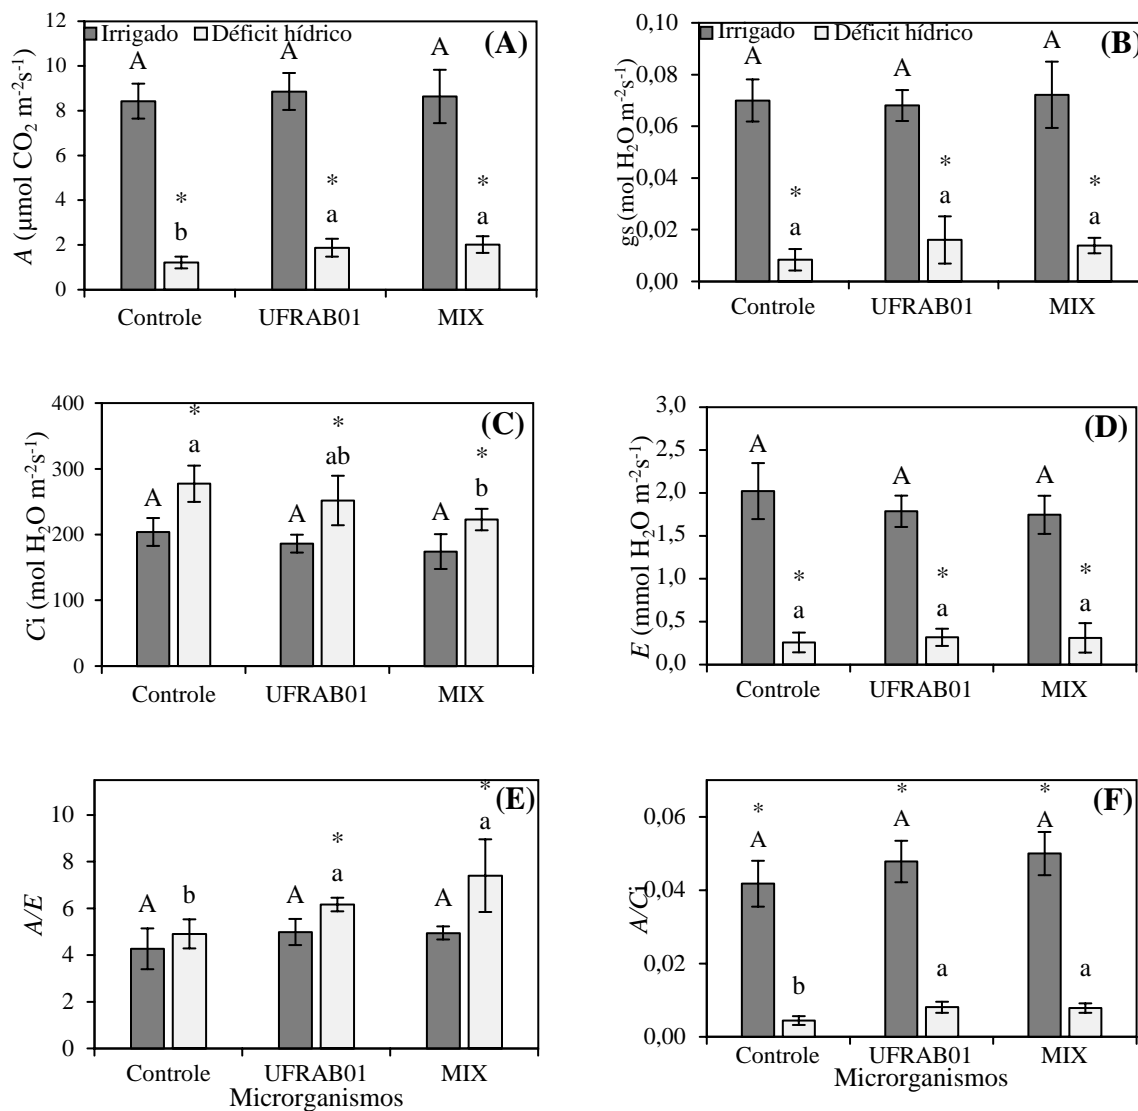 A (µmol CO₂ m⁻²s⁻¹)
12
10
8
6
4
2
0
Irrigado Déficit hídrico
(A)
A A A
* * *
b a a
Controle UFRAB01 MIX
gs (mol H₂O m⁻²s⁻¹)
0,10
0,08
0,06
0,04
0,02
0,00
Irrigado Déficit hídrico
(B)
A A A
* * *
a a a
Controle UFRAB01 MIX
Ci (mol H₂O m⁻²s⁻¹)
400
300
200
100
0
(C)
* * *
a ab b
A A A
Controle UFRAB01 MIX
E (mmol H₂O m⁻²s⁻¹)
3,0
2,5
2,0
1,5
1,0
0,5
0,0
(D)
A A A
* * *
a a a
Controle UFRAB01 MIX
A/E
10
8
6
4
2
0
(E)
* *
A b A a A a
Controle UFRAB01 MIX
Microrganismos
A/Ci
0,06
0,04
0,02
0,00
(F)
* * *
A A A
b a a
Controle UFRAB01 MIX
Microrganismos